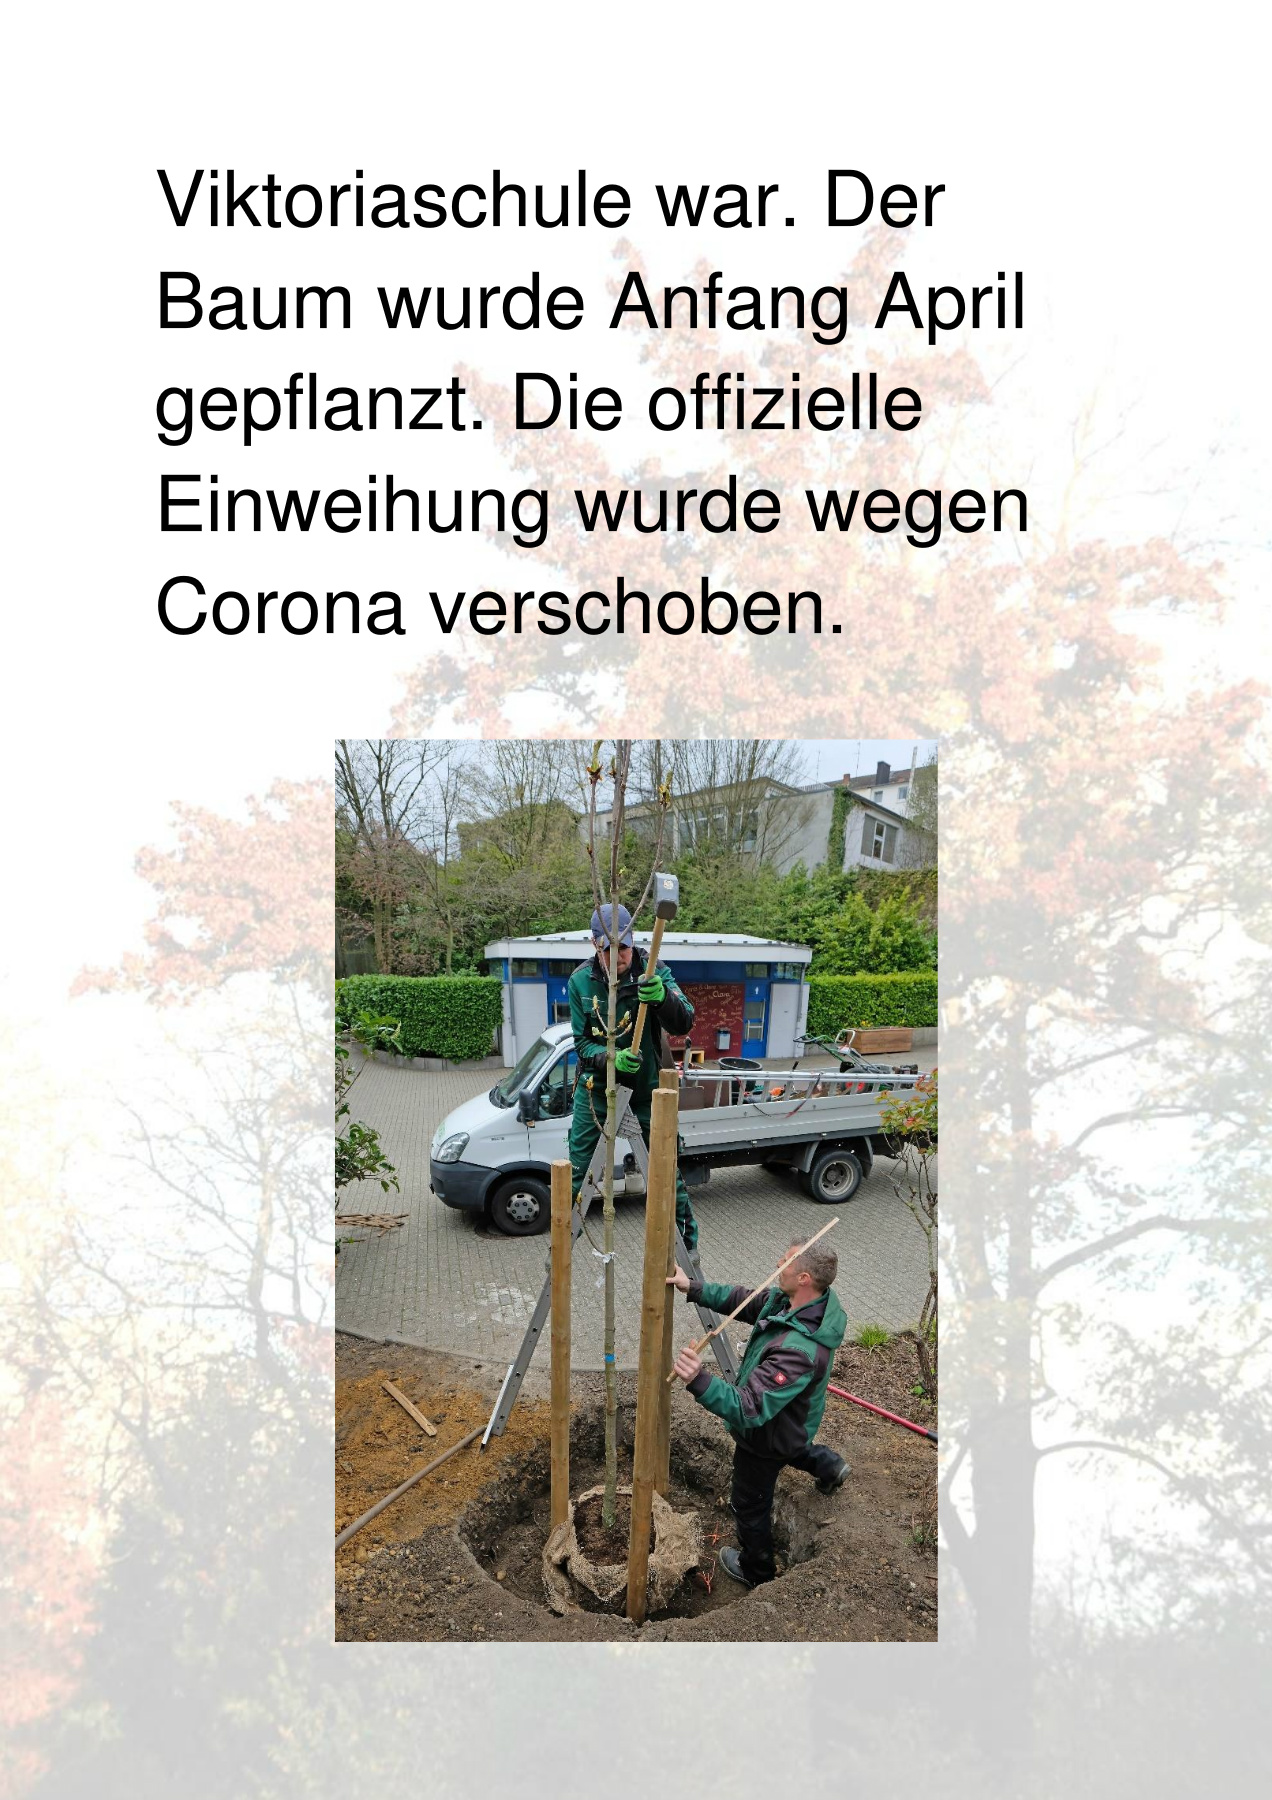 Viktoriaschule war. Der
Baum wurde Anfang April
gepflanzt. Die offizielle
Einweihung wurde wegen
Corona verschoben.